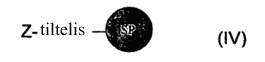 Z-tiltelis — SP (IV)